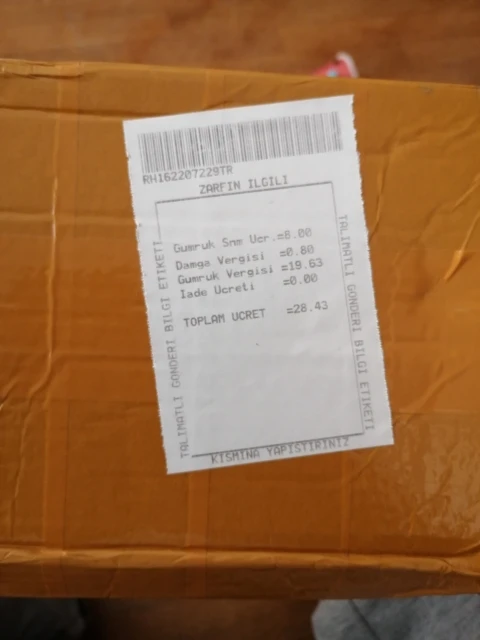 RH162207229TR
ZARFIN ILGILI
TALIMATLI GONDERI BILGI ETIKETI
Gumruk Snm Ucr.=8.00
Damga Vergisi =0.80
Gumruk Vergisi =19.63
Iade Ucreti =0.00
TOPLAM UCRET =28.43
TALIMATLI GONDERI BILGI ETIKETI
KISMINA YAPISTIRINIZ